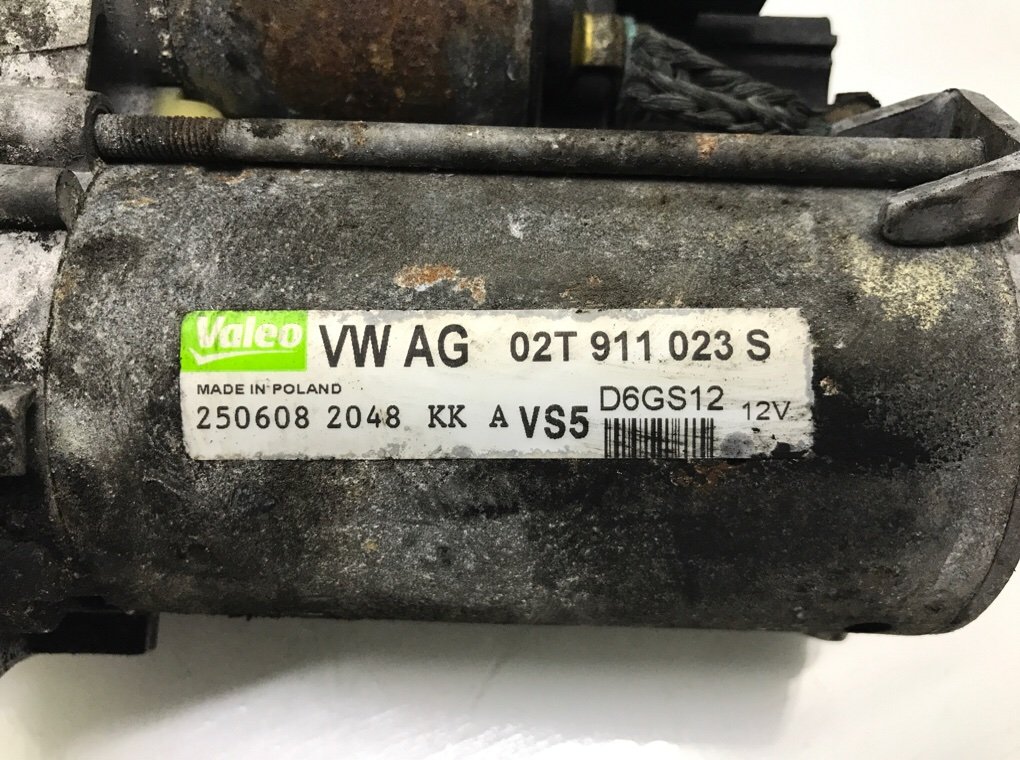 Valeo VW AG 02T 911 023 S
MADE IN POLAND
250608 2048 KK A VS5 D6GS12 12V